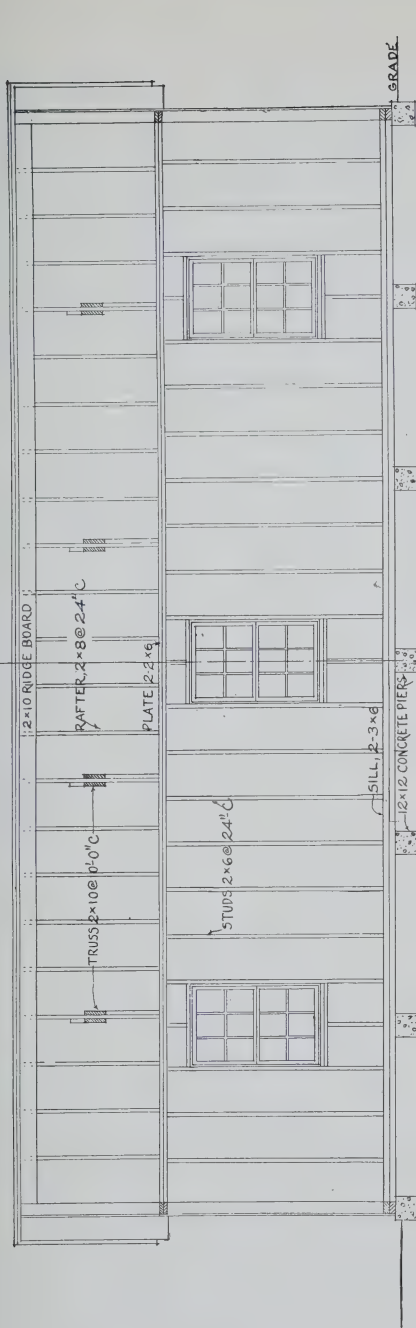 2×10 RIDGE BOARD
RAFTER, 2×8@24" C
TRUSS 2×10@ 10'-0" C
PLATE 2-2×6
STUDS 2×6@24" C
SILL, 2-3×6
12×12 CONCRETE PIERS
GRADE